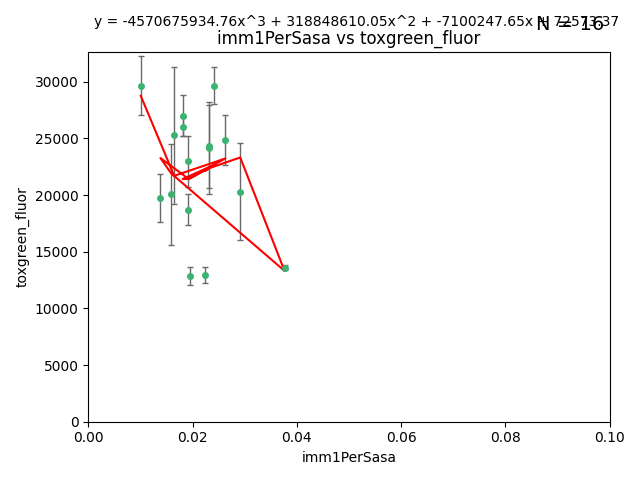 y = -4570675934.76x^3 + 318848610.05x^2 + -7100247.65x + 72573.37
N = 16
imm1PerSasa vs toxgreen_fluor
30000
25000
20000
15000
10000
5000
0
toxgreen_fluor
0.00 0.02 0.04 0.06 0.08 0.10
imm1PerSasa